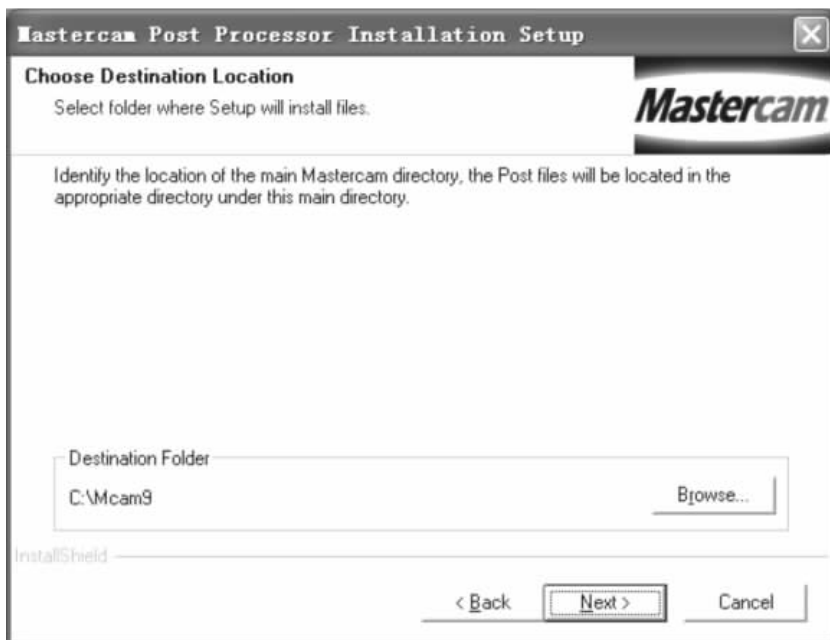 Mastercam Post Processor Installation Setup
Choose Destination Location
Select folder where Setup will install files.
Mastercam
Identify the location of the main Mastercam directory, the Post files will be located in the
appropriate directory under this main directory.
Destination Folder
C:\Mcam9
Browse...
InstallShield
< Back
Next >
Cancel